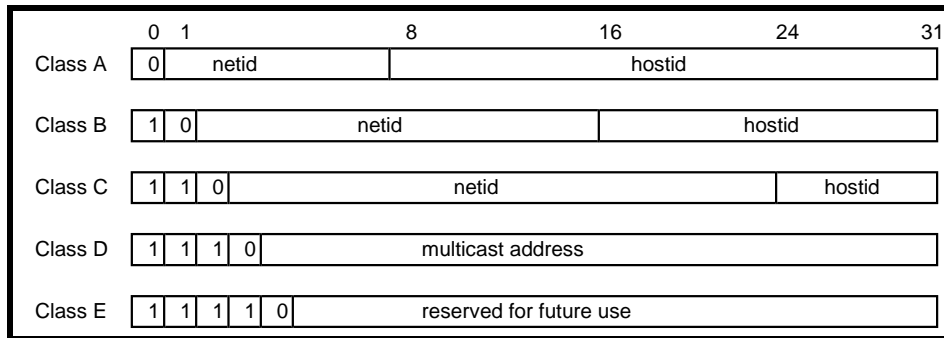 0 1 8 16 24 31
Class A 0 netid hostid
Class B 1 0 netid hostid
Class C 1 1 0 netid hostid
Class D 1 1 1 0 multicast address
Class E 1 1 1 1 0 reserved for future use